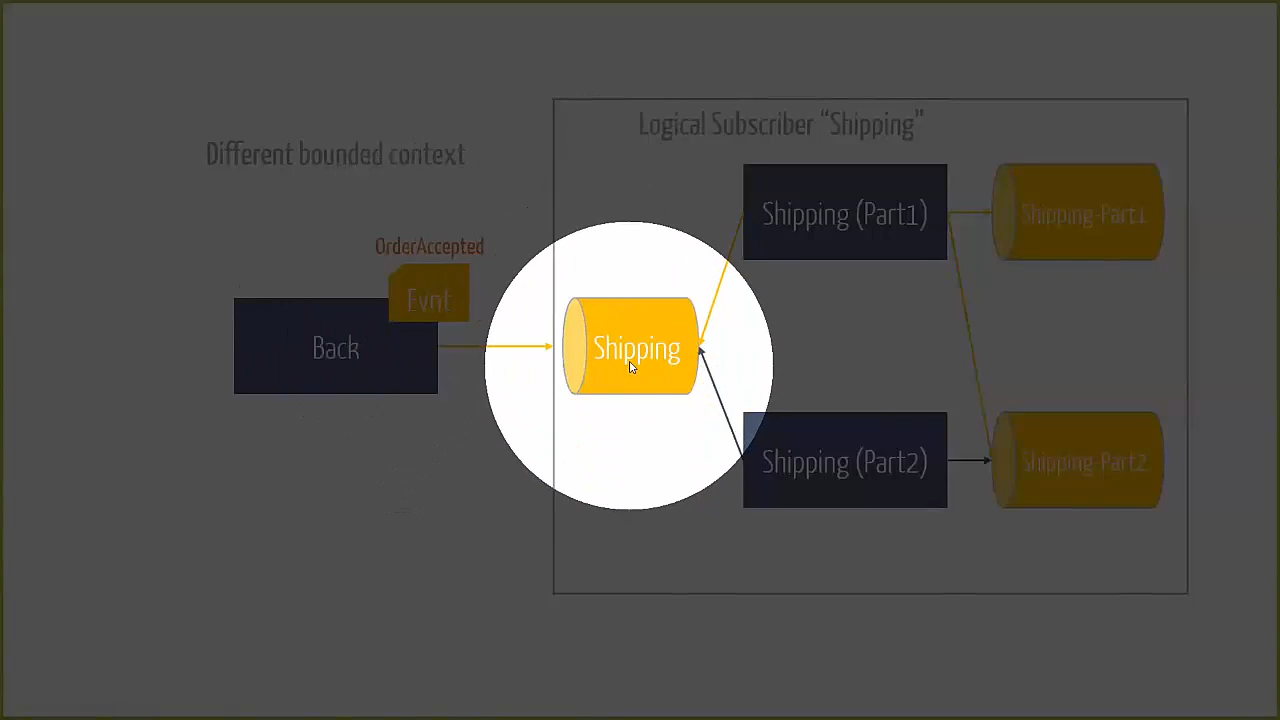 Logical Subscriber “Shipping”
Different bounded context
Shipping (Part1)
Shipping-Part1
OrderAccepted
Evnt
Back
Shipping
Shipping (Part2)
Shipping-Part2